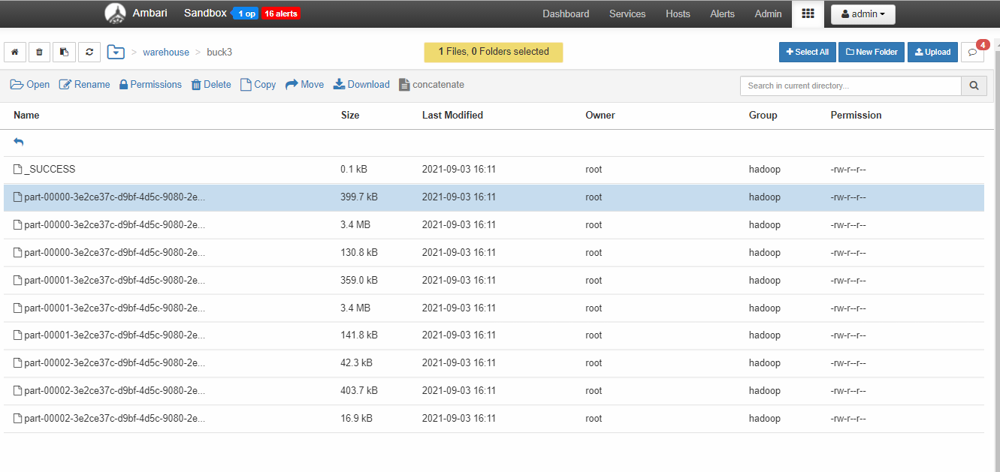 Ambari Sandbox 1 op 16 alerts Dashboard Services Hosts Alerts Admin admin
> warehouse > buck3 1 Files, 0 Folders selected Select All New Folder Upload 4
Open Rename Permissions Delete Copy Move Download concatenate Search in current directory...
Name Size Last Modified Owner Group Permission
_SUCCESS 0.1 kB 2021-09-03 16:11 root hadoop -rw-r--r--
part-00000-3e2ce37c-d9bf-4d5c-9080-2e... 399.7 kB 2021-09-03 16:11 root hadoop -rw-r--r--
part-00000-3e2ce37c-d9bf-4d5c-9080-2e... 3.4 MB 2021-09-03 16:11 root hadoop -rw-r--r--
part-00000-3e2ce37c-d9bf-4d5c-9080-2e... 130.8 kB 2021-09-03 16:11 root hadoop -rw-r--r--
part-00001-3e2ce37c-d9bf-4d5c-9080-2e... 359.0 kB 2021-09-03 16:11 root hadoop -rw-r--r--
part-00001-3e2ce37c-d9bf-4d5c-9080-2e... 3.4 MB 2021-09-03 16:11 root hadoop -rw-r--r--
part-00001-3e2ce37c-d9bf-4d5c-9080-2e... 141.8 kB 2021-09-03 16:11 root hadoop -rw-r--r--
part-00002-3e2ce37c-d9bf-4d5c-9080-2e... 42.3 kB 2021-09-03 16:11 root hadoop -rw-r--r--
part-00002-3e2ce37c-d9bf-4d5c-9080-2e... 403.7 kB 2021-09-03 16:11 root hadoop -rw-r--r--
part-00002-3e2ce37c-d9bf-4d5c-9080-2e... 16.9 kB 2021-09-03 16:11 root hadoop -rw-r--r--